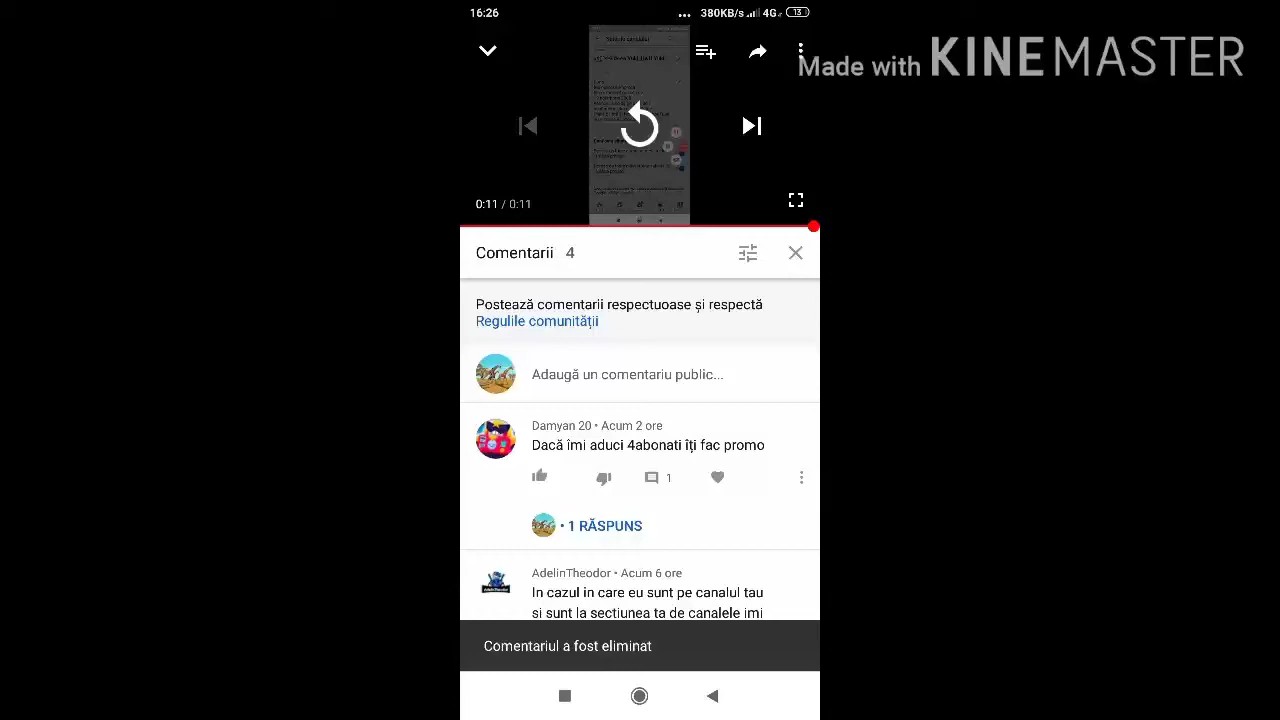 16:26
... 380KB/s 4G 13
Made with KINEMASTER
0:11 / 0:11
Comentarii 4
Postează comentarii respectuoase și respectă
Regulile comunității
Adaugă un comentariu public...
Damyan 20 • Acum 2 ore
Dacă îmi aduci 4abonati îți fac promo
1
• 1 RĂSPUNS
AdelinTheodor • Acum 6 ore
In cazul in care eu sunt pe canalul tau
si sunt la sectiunea ta de canalele imi
Comentariul a fost eliminat